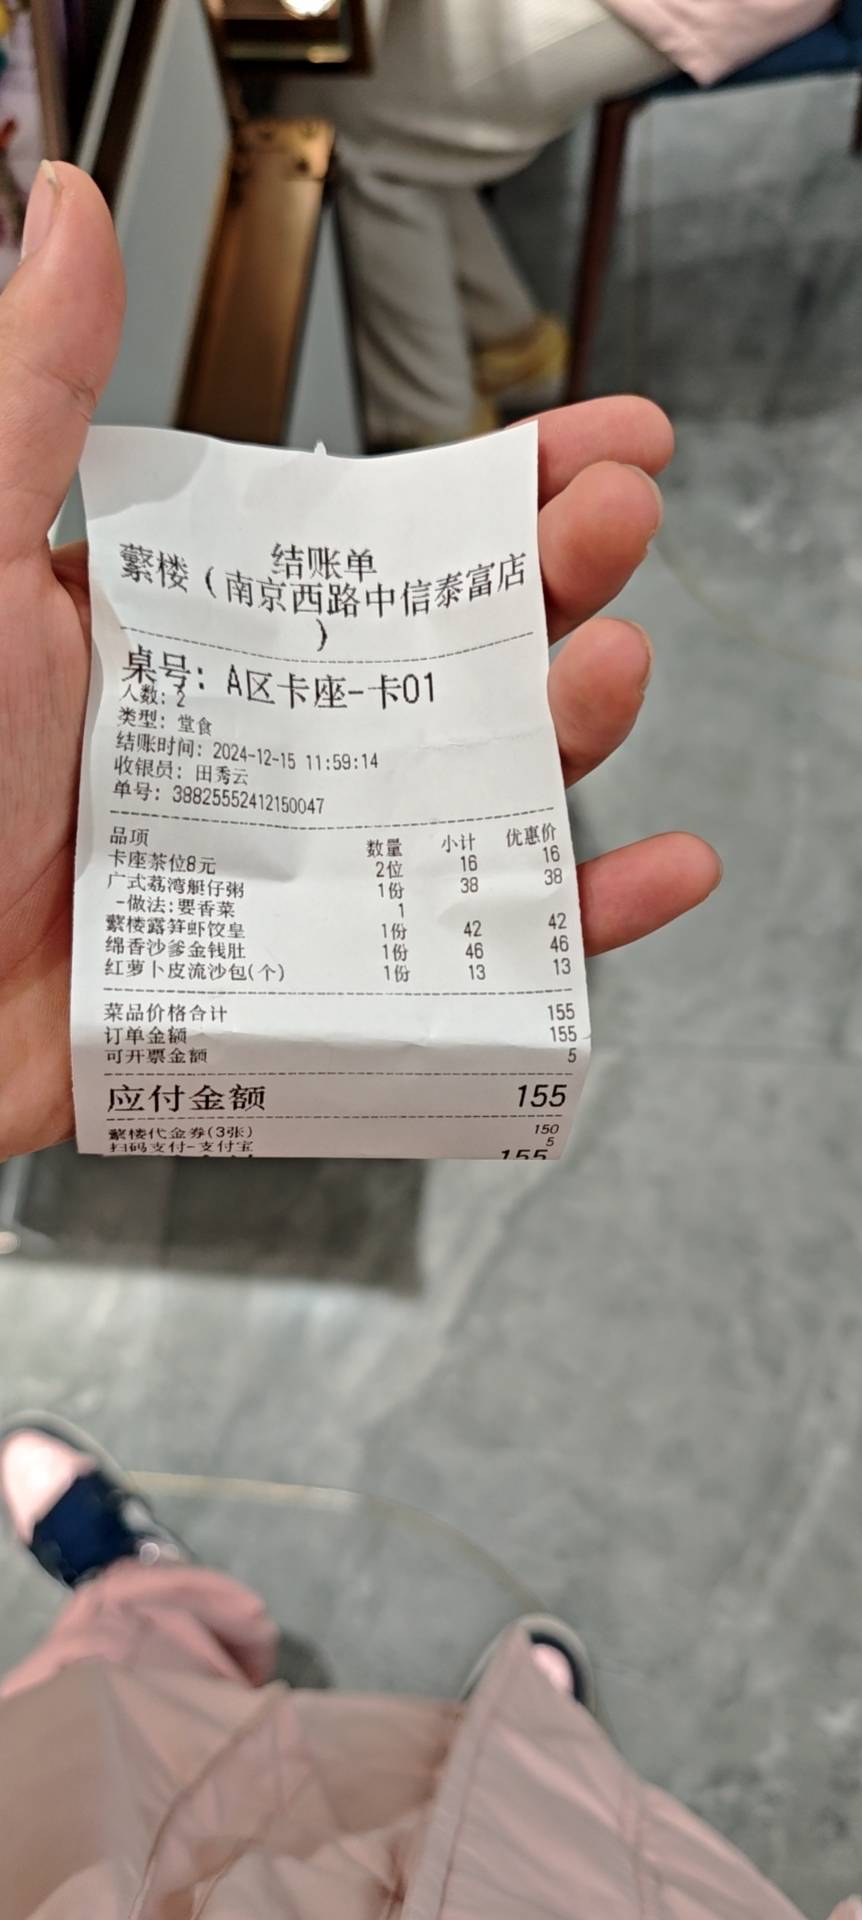 结账单
蘩楼（南京西路中信泰富店
）
桌号: A区卡座-卡01
人数: 2
类型: 堂食
结账时间: 2024-12-15 11:59:14
收银员: 田秀云
单号: 38825552412150047
品项 数量 小计 优惠价
卡座茶位8元 2位 16 16
广式荔湾艇仔粥 1份 38 38
-做法:要香菜 1
蘩楼露笋虾饺皇 1份 42 42
绵香沙爹金钱肚 1份 46 46
红萝卜皮流沙包(个) 1份 13 13
菜品价格合计 155
订单金额 155
可开票金额 5
应付金额 155
蘩楼代金券(3张) 150
扫码支付-支付宝 5
155